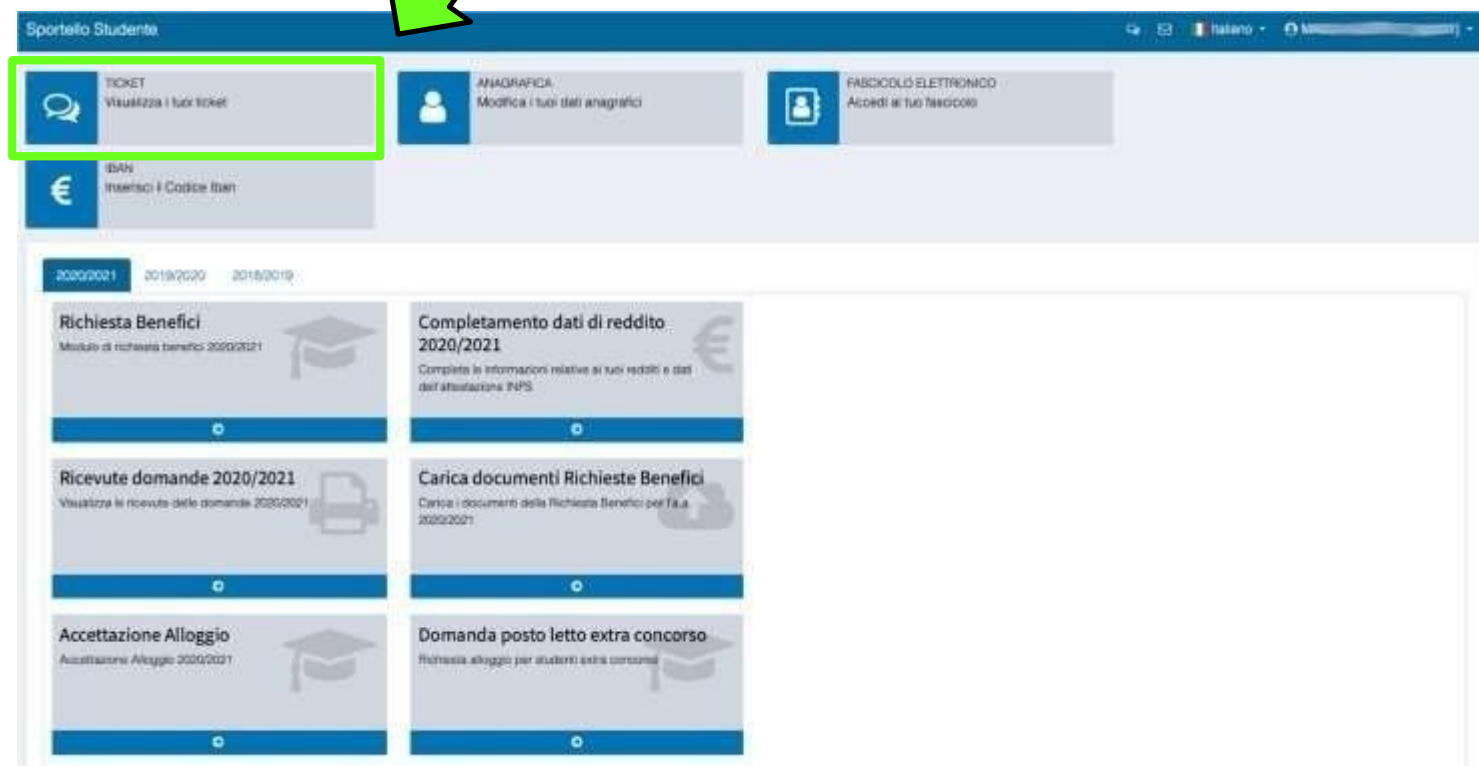 Sportello Studente
Italiano
TICKET
Visualizza i tuoi ticket
ANAGRAFICA
Modifica i tuoi dati anagrafici
FASCICOLO ELETTRONICO
Accedi al tuo fascicolo
IBAN
Inserisci il Codice Iban
2020/2021 2019/2020 2018/2019
Richiesta Benefici
Modulo di richiesta benefici 2020/2021
Completamento dati di reddito
2020/2021
Completa le informazioni relative ai tuoi redditi e dati
dell'attestazione INPS
Ricevute domande 2020/2021
Visualizza le ricevute delle domande 2020/2021
Carica documenti Richieste Benefici
Carica i documenti della Richiesta Benefici per l'a.a
2020/2021
Accettazione Alloggio
Accettazione Alloggio 2020/2021
Domanda posto letto extra concorso
Richiesta alloggio per studenti extra concorso